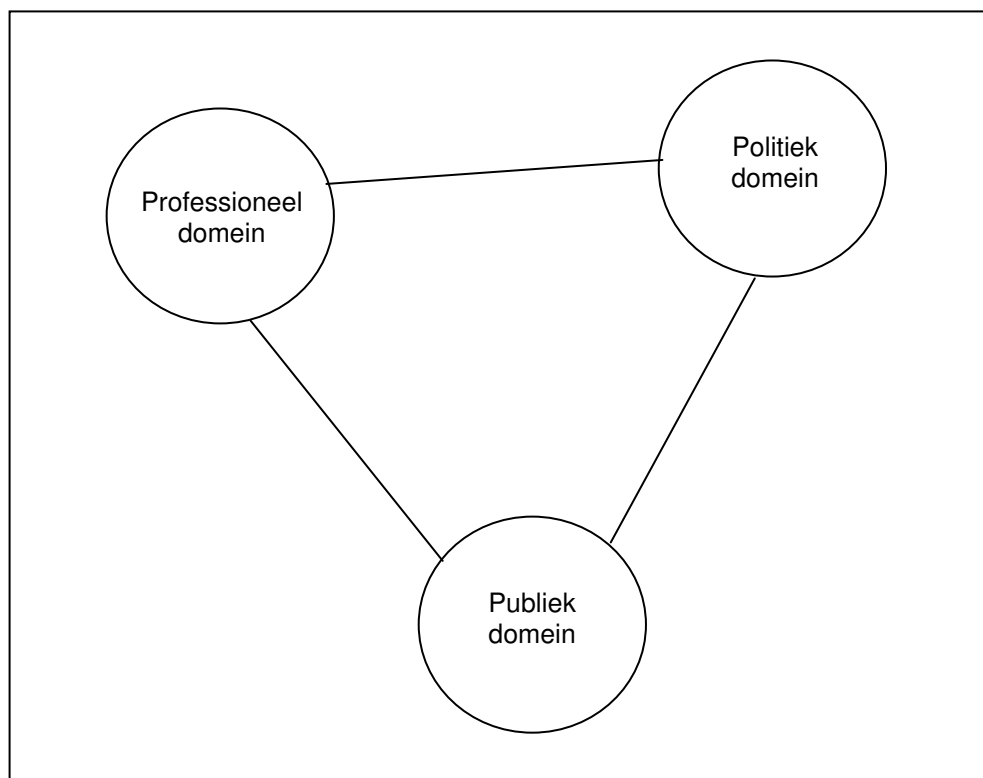 Professioneel
domein
Politiek
domein
Publiek
domein